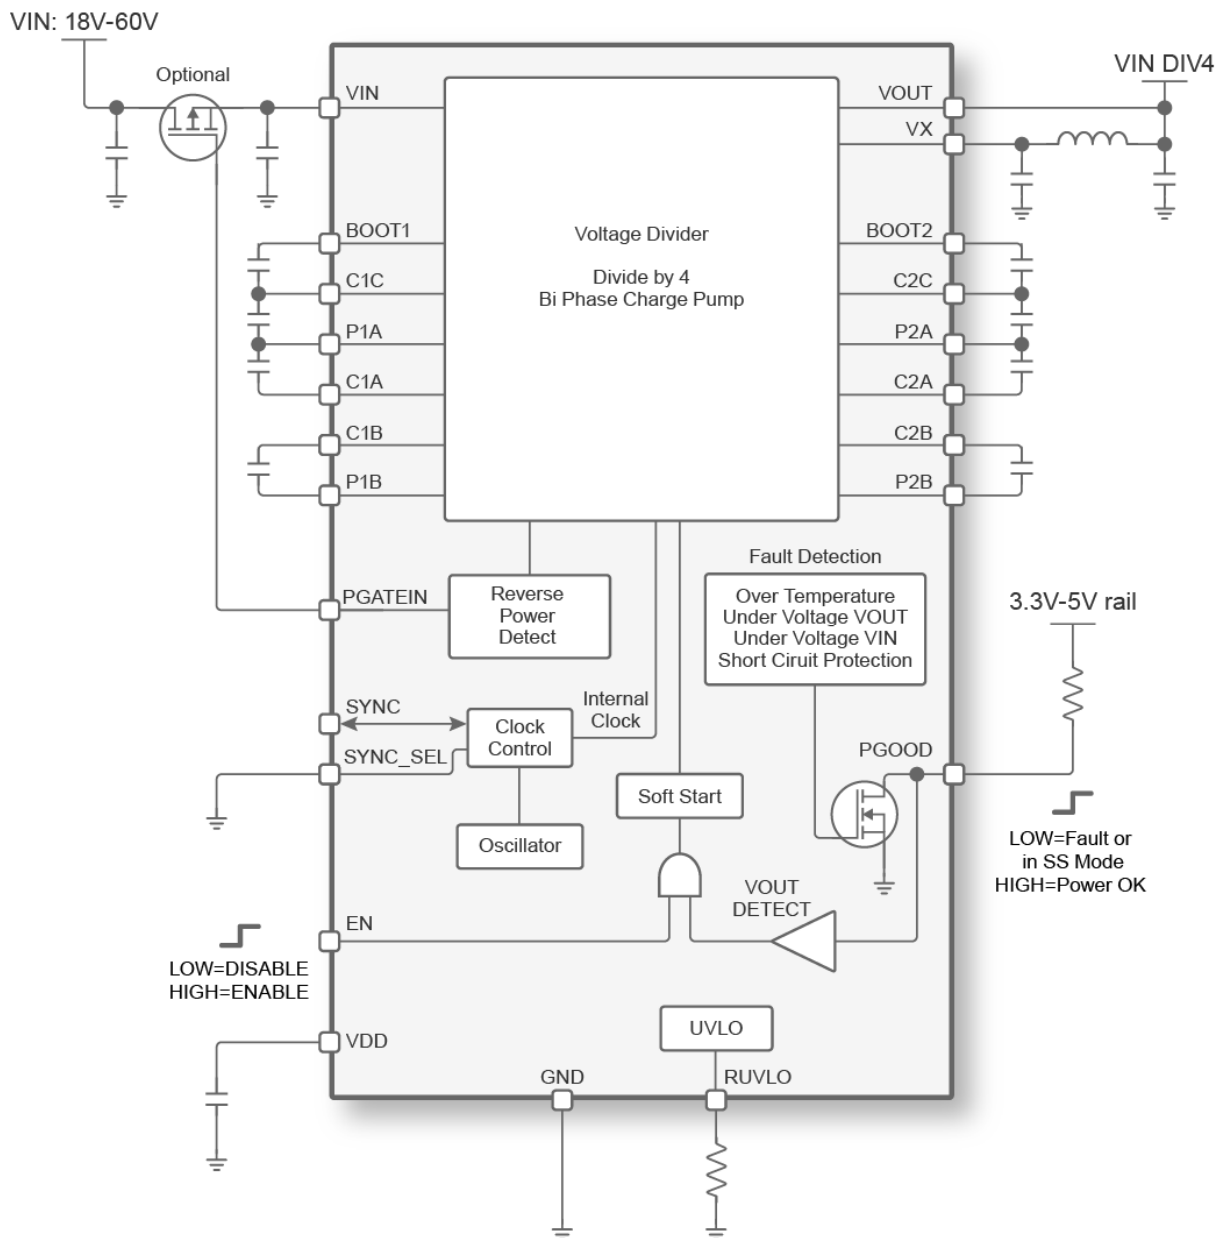 VIN: 18V-60V
Optional
VIN
VOUT
VIN DIV4
VX
BOOT1
Voltage Divider
BOOT2
C1C
Divide by 4
C2C
Bi Phase Charge Pump
P1A
P2A
C1A
C2A
C1B
C2B
P1B
P2B
Fault Detection
PGATEIN
Reverse
Power
Detect
Over Temperature
Under Voltage VOUT
Under Voltage VIN
Short Ciruit Protection
3.3V-5V rail
SYNC
Internal
Clock
Clock
Control
SYNC_SEL
PGOOD
Soft Start
Oscillator
LOW=Fault or
in SS Mode
HIGH=Power OK
VOUT
DETECT
EN
LOW=DISABLE
HIGH=ENABLE
UVLO
VDD
GND
RUVLO